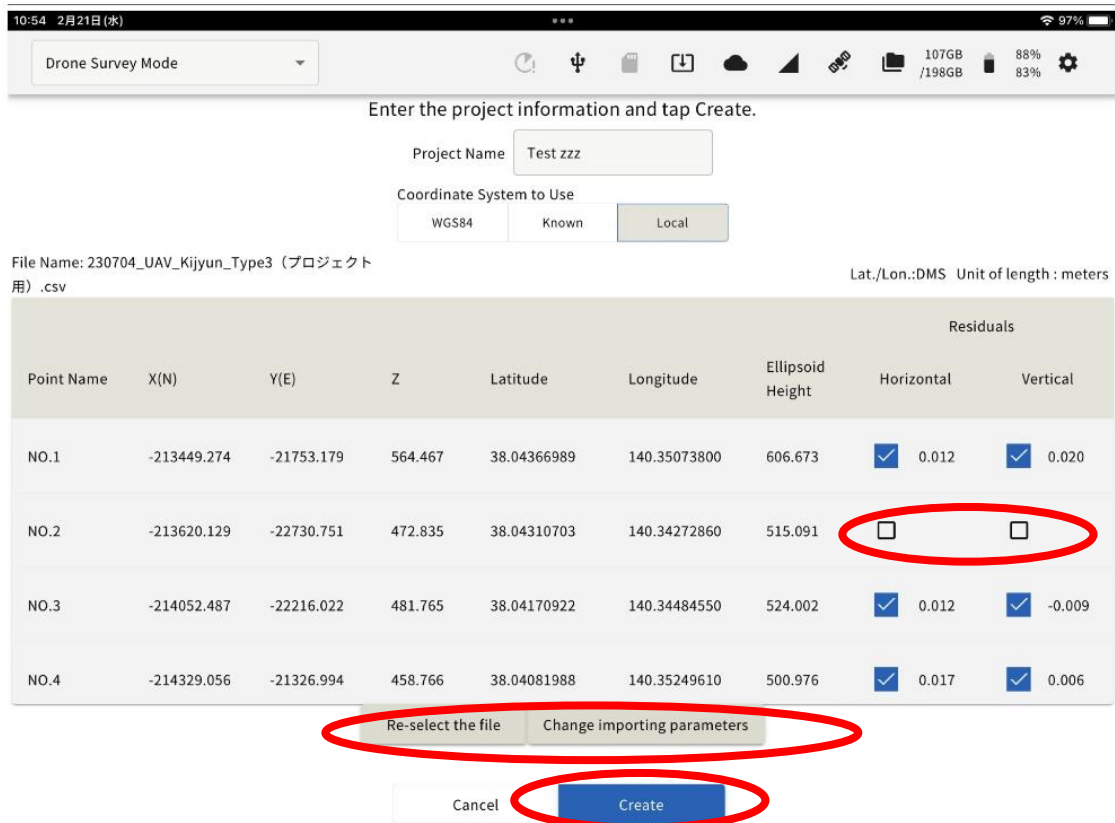 10:54 2月21日(水)
97%
Drone Survey Mode
107GB
/198GB
88%
83%
Enter the project information and tap Create.
Project Name Test zzz
Coordinate System to Use
WGS84 Known Local
File Name: 230704_UAV_Kijyun_Type3（プロジェクト
用）.csv
Lat./Lon.:DMS Unit of length : meters
Residuals
Point Name X(N) Y(E) Z Latitude Longitude Ellipsoid Height Horizontal Vertical
NO.1 -213449.274 -21753.179 564.467 38.04366989 140.35073800 606.673 0.012 0.020
NO.2 -213620.129 -22730.751 472.835 38.04310703 140.34272860 515.091
NO.3 -214052.487 -22216.022 481.765 38.04170922 140.34484550 524.002 0.012 -0.009
NO.4 -214329.056 -21326.994 458.766 38.04081988 140.35249610 500.976 0.017 0.006
Re-select the file Change importing parameters
Cancel Create